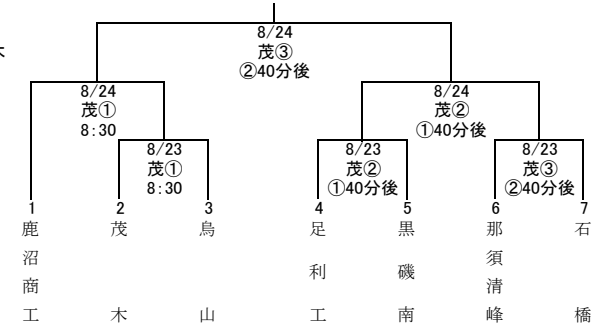 8/24
茂③
②40分後
8/24
茂①
8:30
8/24
茂②
①40分後
8/23
茂①
8:30
8/23
茂②
①40分後
8/23
茂③
②40分後
1 2 3 4 5 6 7
鹿沼商工
茂木
烏山
足利工
黒磯南
那須清峰
石橋